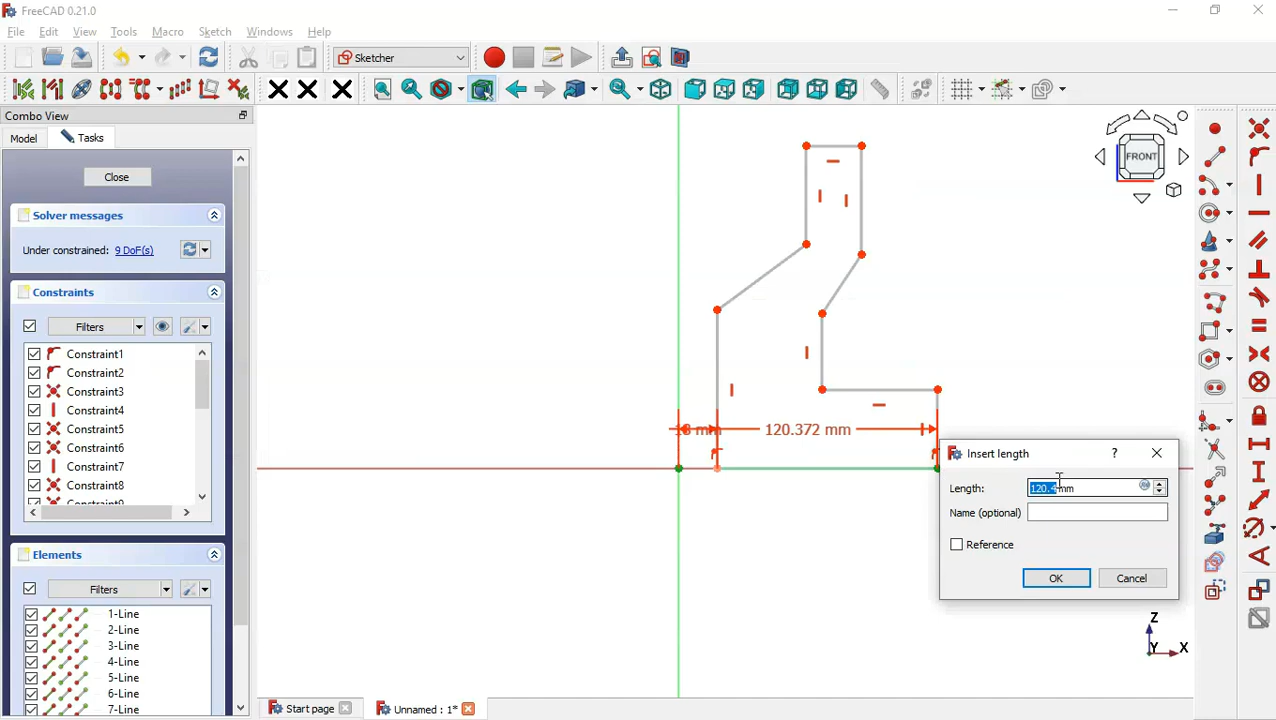 FreeCAD 0.21.0
File Edit View Tools Macro Sketch Windows Help
Sketcher
Combo View
Model Tasks
Close
Solver messages
Under constrained: 9 DoF(s)
Constraints
Filters
Constraint1
Constraint2
Constraint3
Constraint4
Constraint5
Constraint6
Constraint7
Constraint8
Elements
Filters
1-Line
2-Line
3-Line
4-Line
5-Line
6-Line
7-Line
FRONT
mm
120.372 mm
Insert length
?
Length: 120.4 mm
Name (optional)
Reference
OK Cancel
Z
Y X
Start page Unnamed : 1*